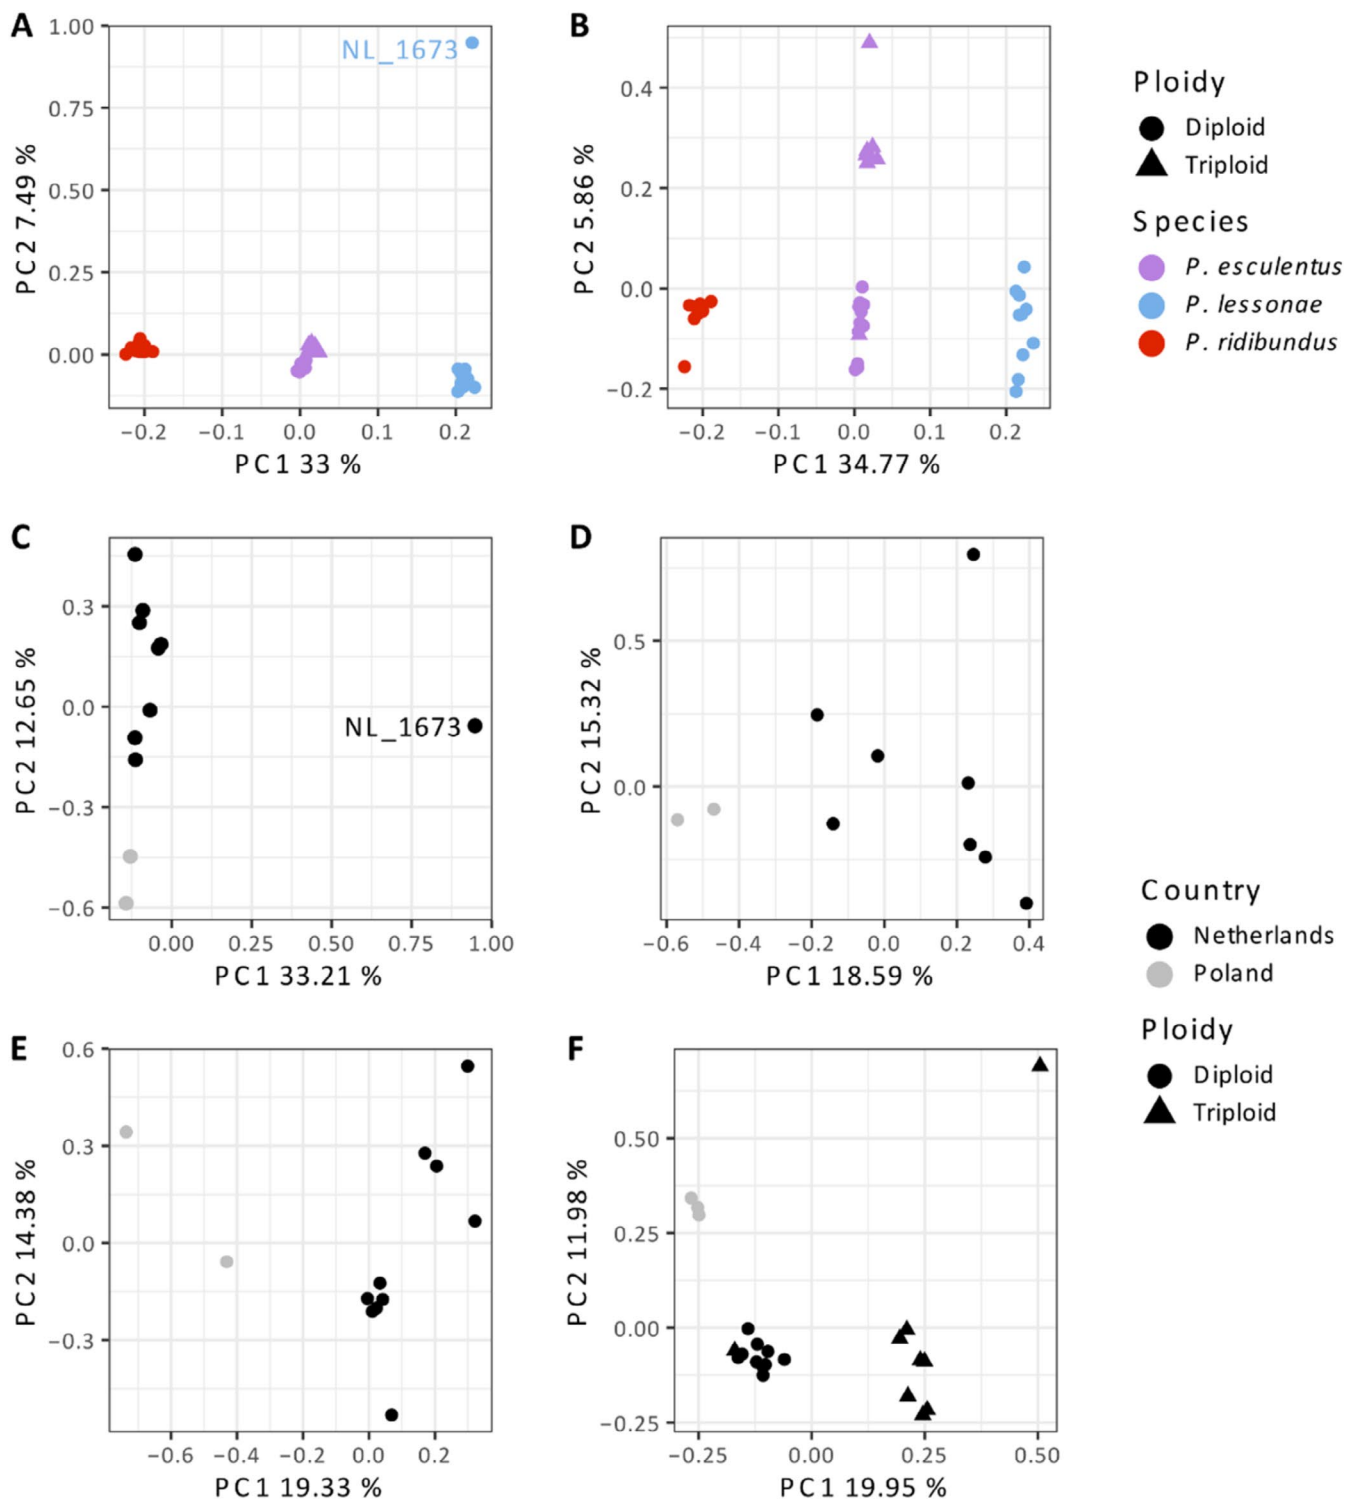 A
1.00
0.75
0.50
0.25
0.00
PC2 7.49 %
NL_1673
−0.2 −0.1 0.0 0.1 0.2
PC1 33 %
B
0.4
0.2
0.0
−0.2
PC2 5.86 %
−0.2 −0.1 0.0 0.1 0.2
PC1 34.77 %
Ploidy
Diploid
Triploid
Species
P. esculentus
P. lessonae
P. ridibundus
C
0.3
0.0
−0.3
−0.6
PC2 12.65 %
NL_1673
0.00 0.25 0.50 0.75 1.00
PC1 33.21 %
D
0.5
0.0
PC2 15.32 %
−0.6 −0.4 −0.2 0.0 0.2 0.4
PC1 18.59 %
E
0.6
0.3
0.0
−0.3
PC2 14.38 %
−0.6 −0.4 −0.2 0.0 0.2
PC1 19.33 %
F
0.50
0.25
0.00
−0.25
PC2 11.98 %
−0.25 0.00 0.25 0.50
PC1 19.95 %
Country
Netherlands
Poland
Ploidy
Diploid
Triploid